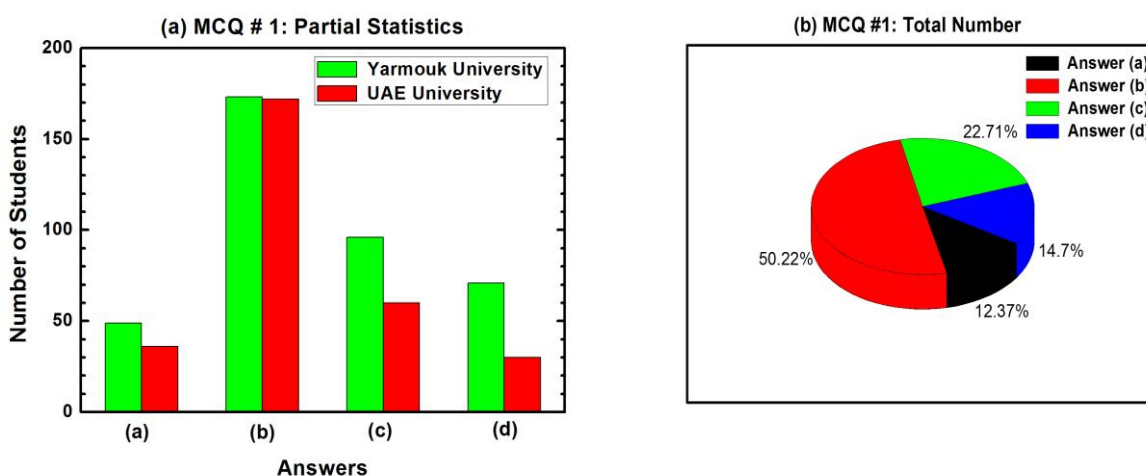 (a) MCQ # 1: Partial Statistics
200
150
100
50
0
Number of Students
Yarmouk University
UAE University
(a)
(b)
(c)
(d)
Answers
(b) MCQ #1: Total Number
Answer (a)
Answer (b)
Answer (c)
Answer (d)
22.71%
50.22%
14.7%
12.37%